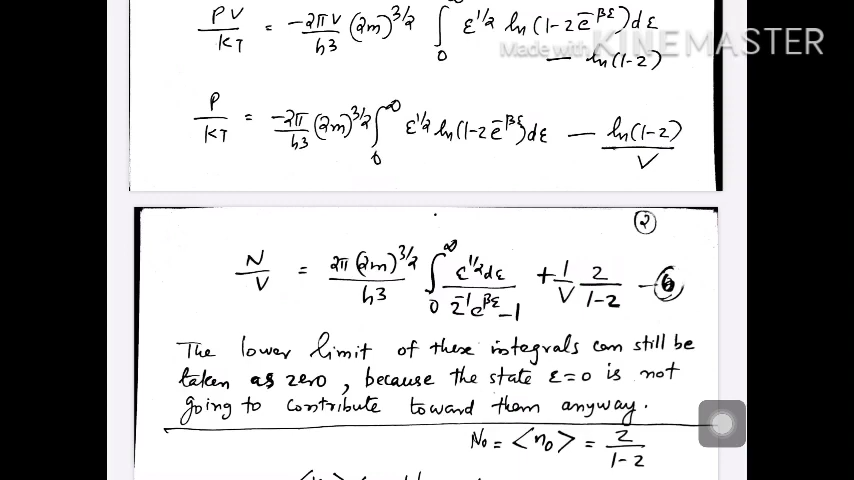 PV/KT = -2πV/h3 (2m)^3/2 ∫0 ε^1/2 ln(1-z e^-βε) dε
— ln(1-z)
Made with KINEMASTER
P/KT = -2π/h3 (2m)^3/2 ∫0^∞ ε^1/2 ln(1-z e^-βε) dε — ln(1-z)/V
2
N/V = 2π(2m)^3/2/h3 ∫0^∞ ε^1/2 dε/z^-1 e^βε -1 + 1/V z/1-z — 6
The lower limit of these integrals can still be
taken as zero, because the state ε=0 is not
going to contribute toward them anyway.
No = <no> = z/1-z